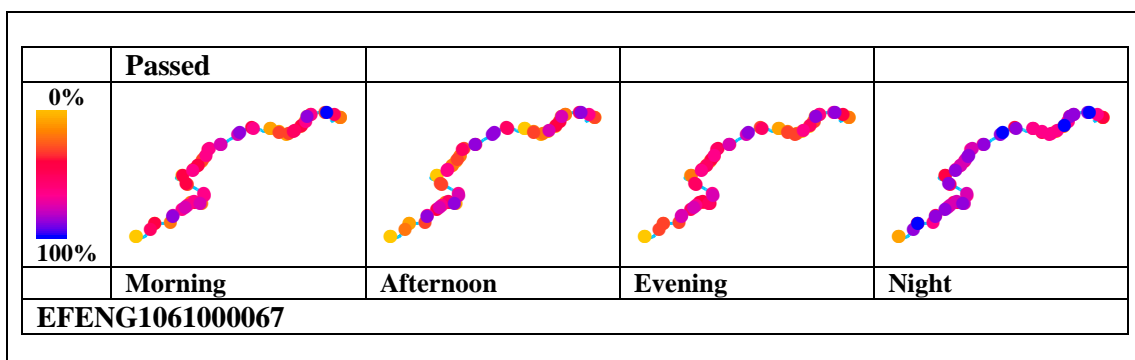 Passed
0%
100%
Morning Afternoon Evening Night
EFENG1061000067